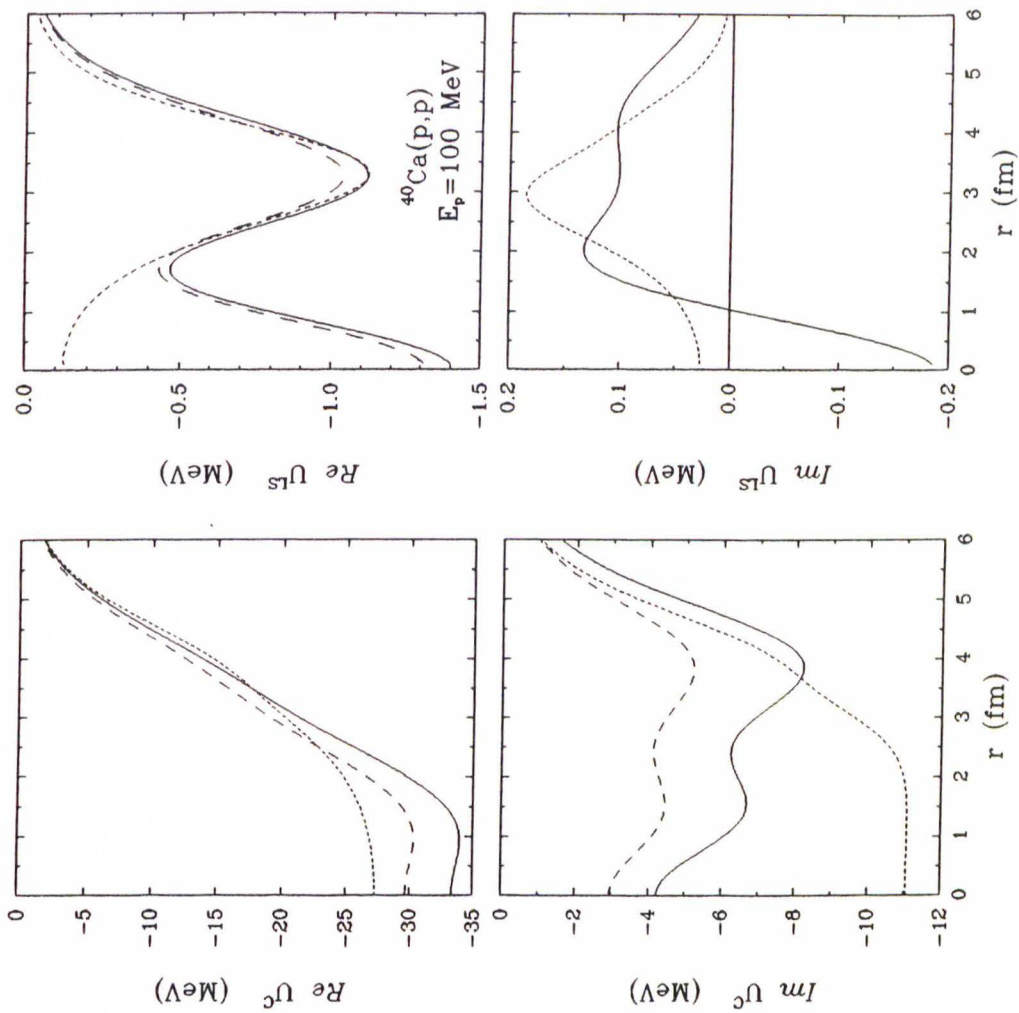 0
-5
-10
-15
-20
-25
-30
-35
Re U^C (MeV)
0.0
-0.5
-1.0
-1.5
Re U^LS (MeV)
⁴⁰Ca(p,p)
Eₚ=100 MeV
0
-2
-4
-6
-8
-10
-12
Im U^C (MeV)
0 1 2 3 4 5 6
r (fm)
0.2
0.1
0.0
-0.1
-0.2
Im U^LS (MeV)
0 1 2 3 4 5 6
r (fm)